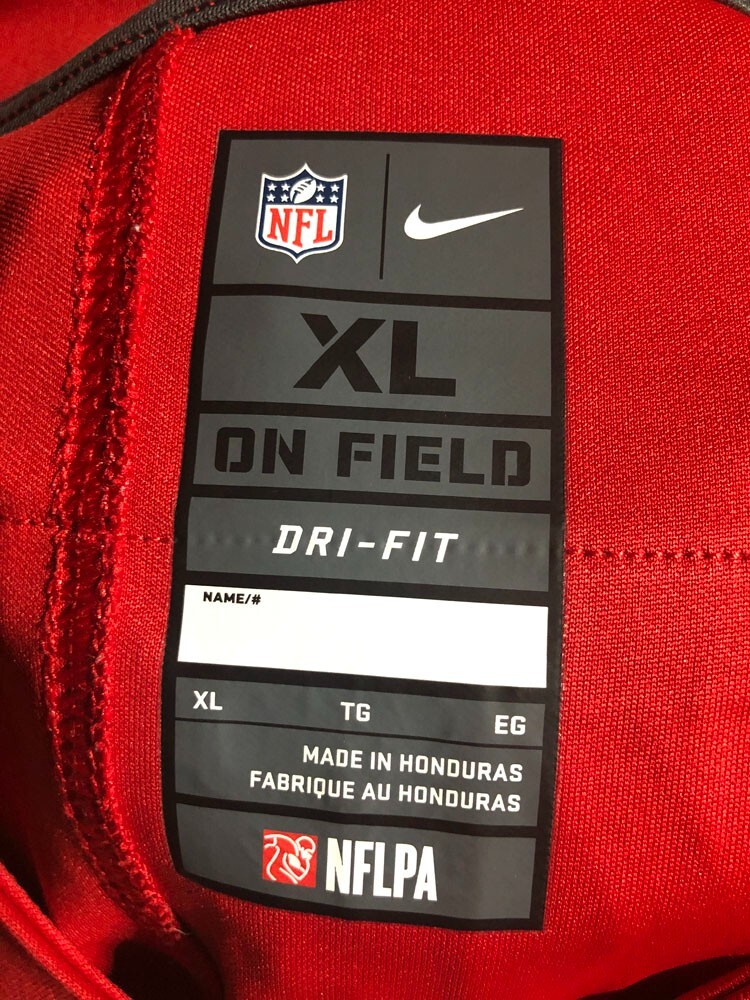 NFL
XL
ON FIELD
DRI-FIT
NAME/#
XL TG EG
MADE IN HONDURAS
FABRIQUE AU HONDURAS
NFLPA